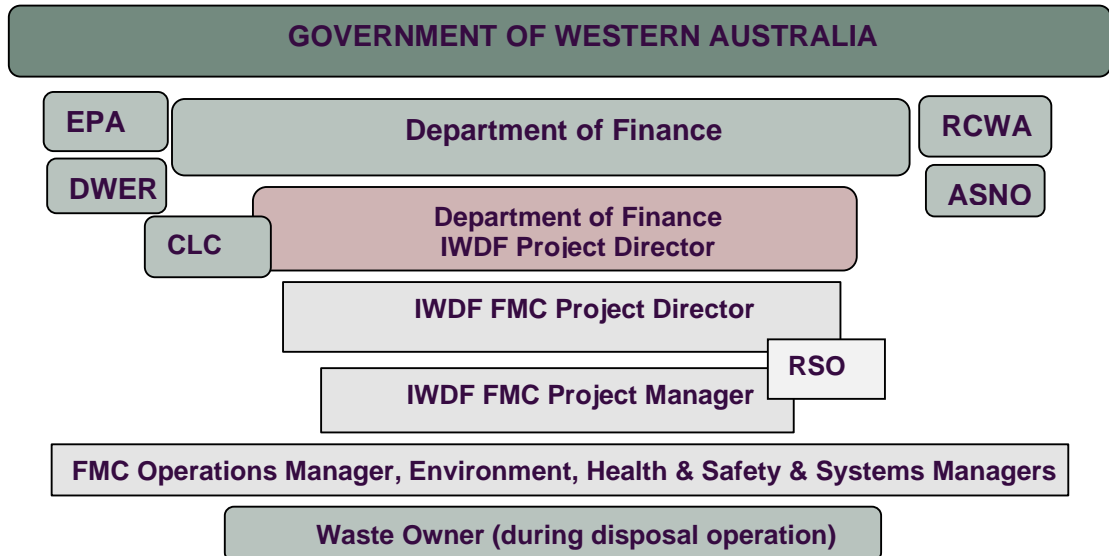 GOVERNMENT OF WESTERN AUSTRALIA
EPA
Department of Finance
RCWA
DWER
ASNO
CLC
Department of Finance
IWDF Project Director
IWDF FMC Project Director
RSO
IWDF FMC Project Manager
FMC Operations Manager, Environment, Health & Safety & Systems Managers
Waste Owner (during disposal operation)